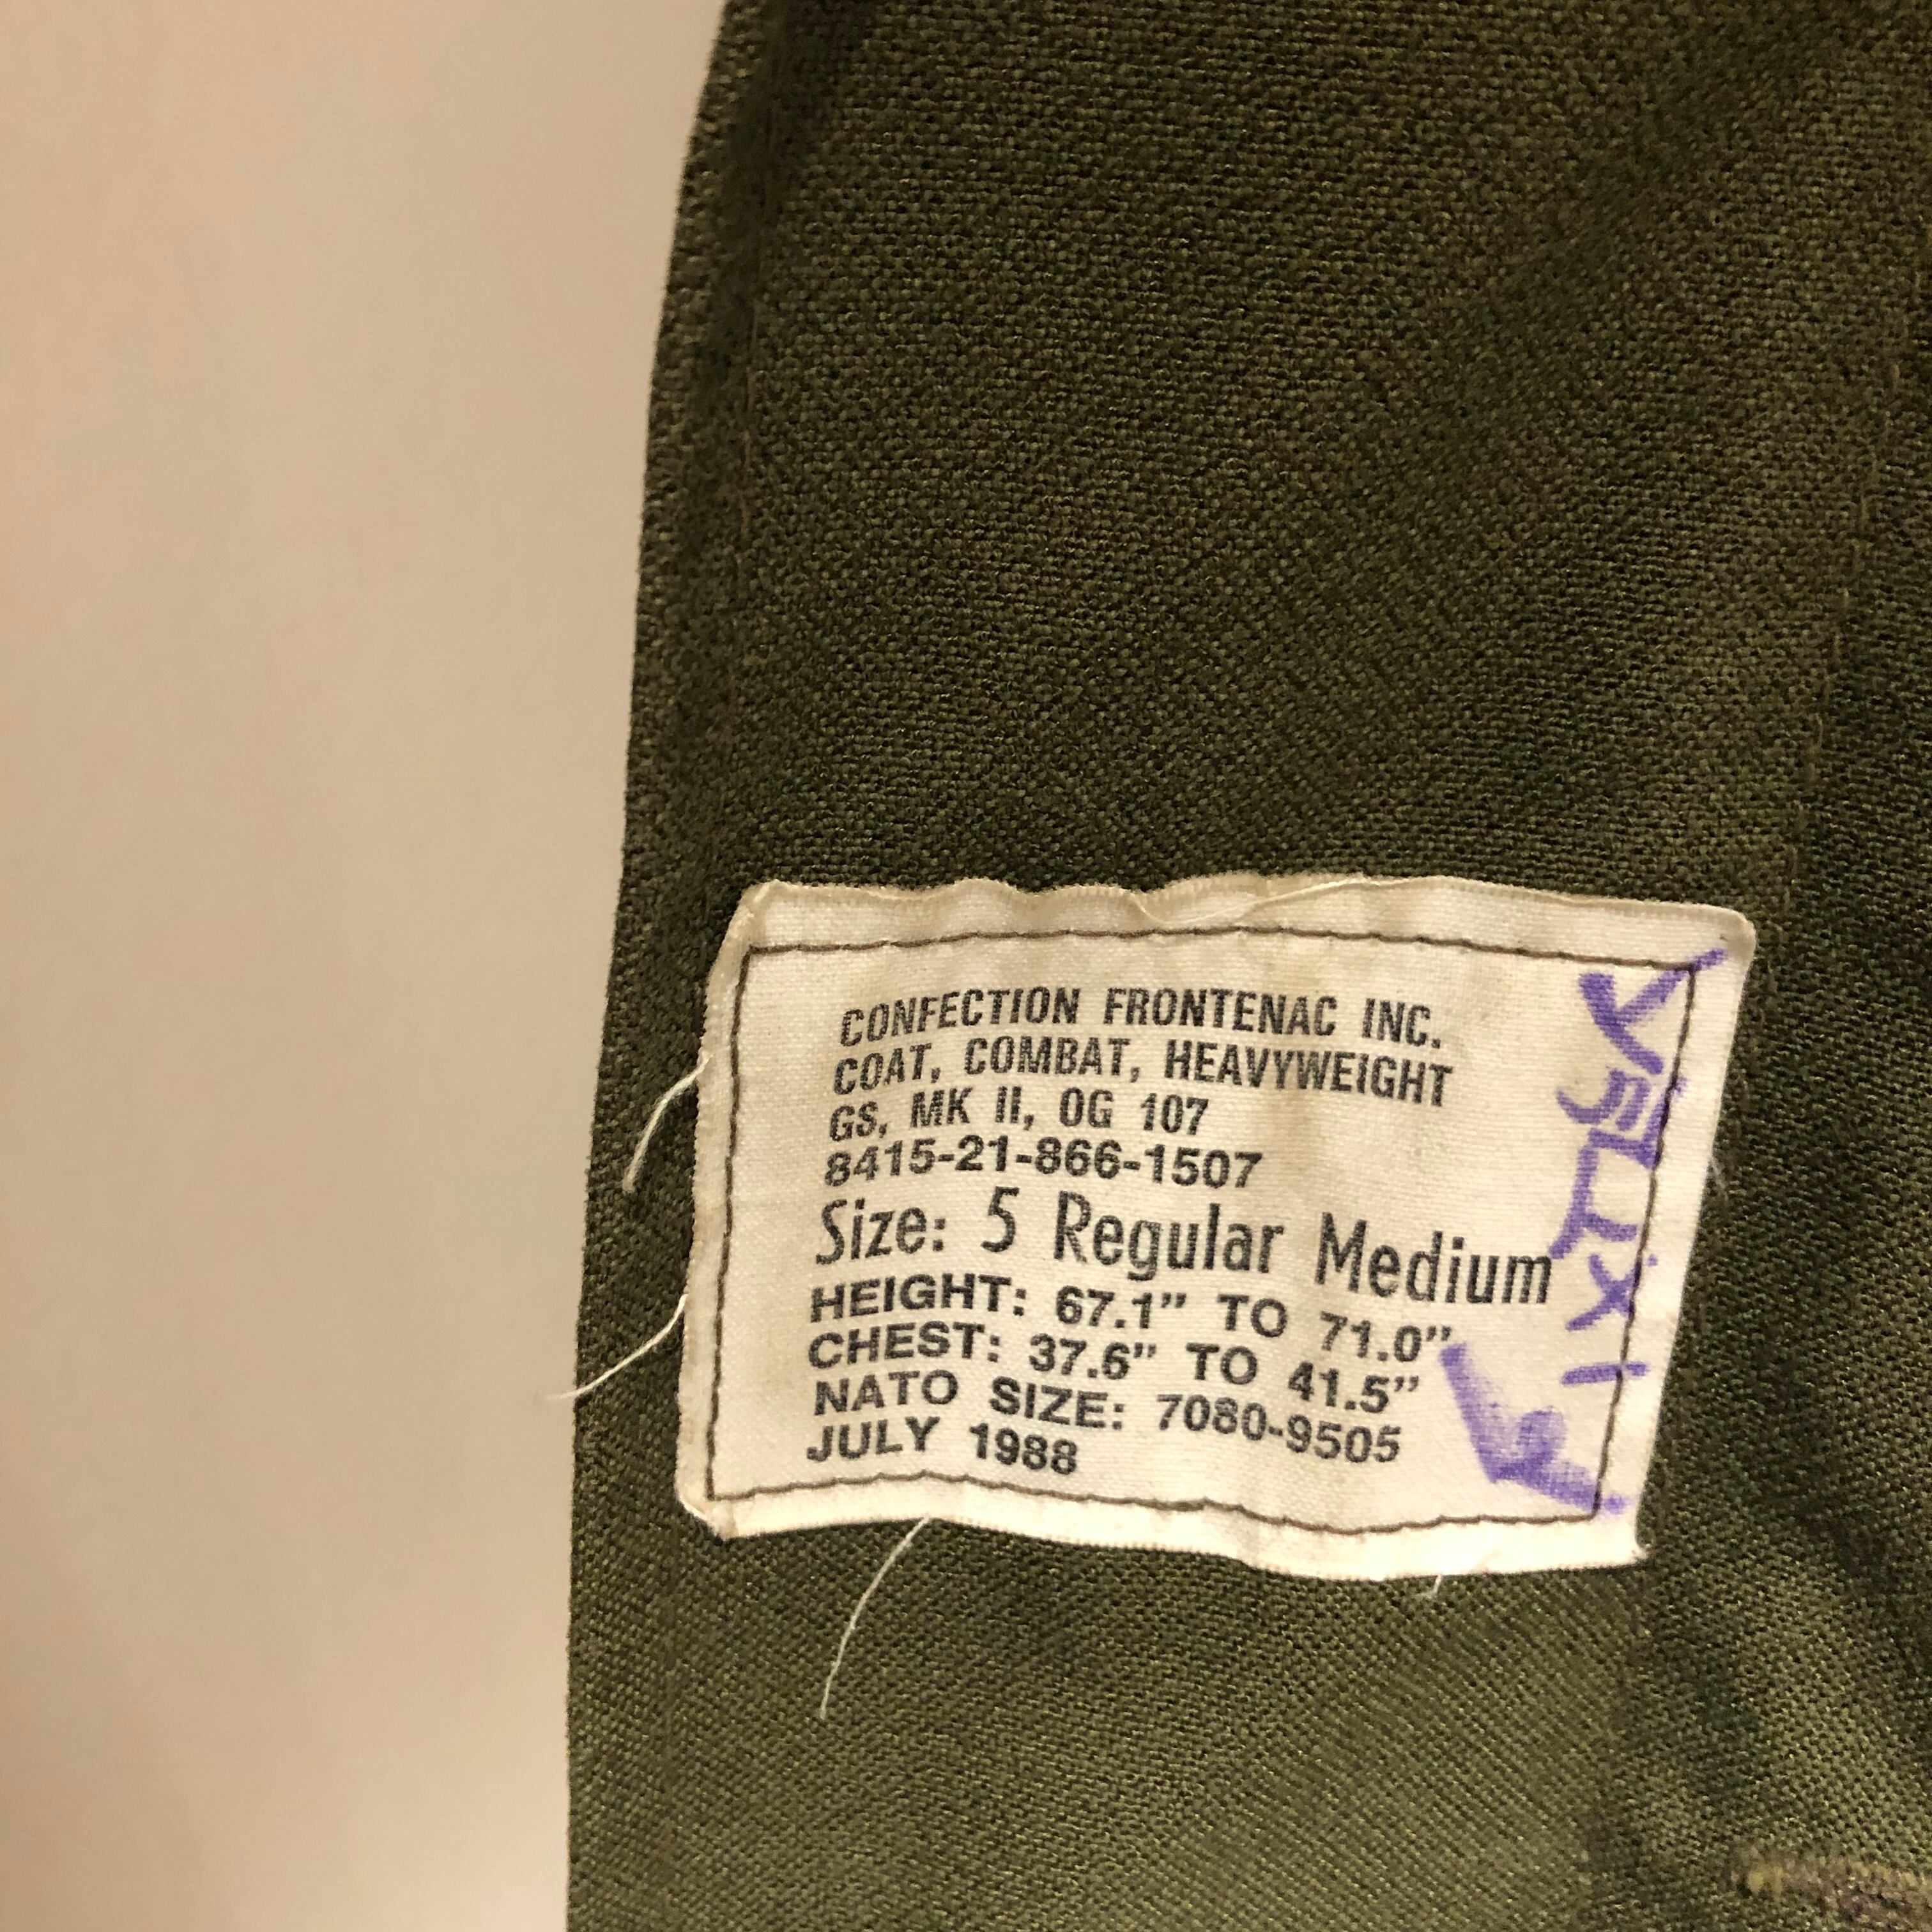 CONFECTION FRONTENAC INC.
COAT, COMBAT, HEAVYWEIGHT
GS, MK II, OG 107
8415-21-866-1507
Size: 5 Regular Medium
HEIGHT: 67.1” TO 71.0”
CHEST: 37.6” TO 41.5”
NATO SIZE: 7080-9505
JULY 1988